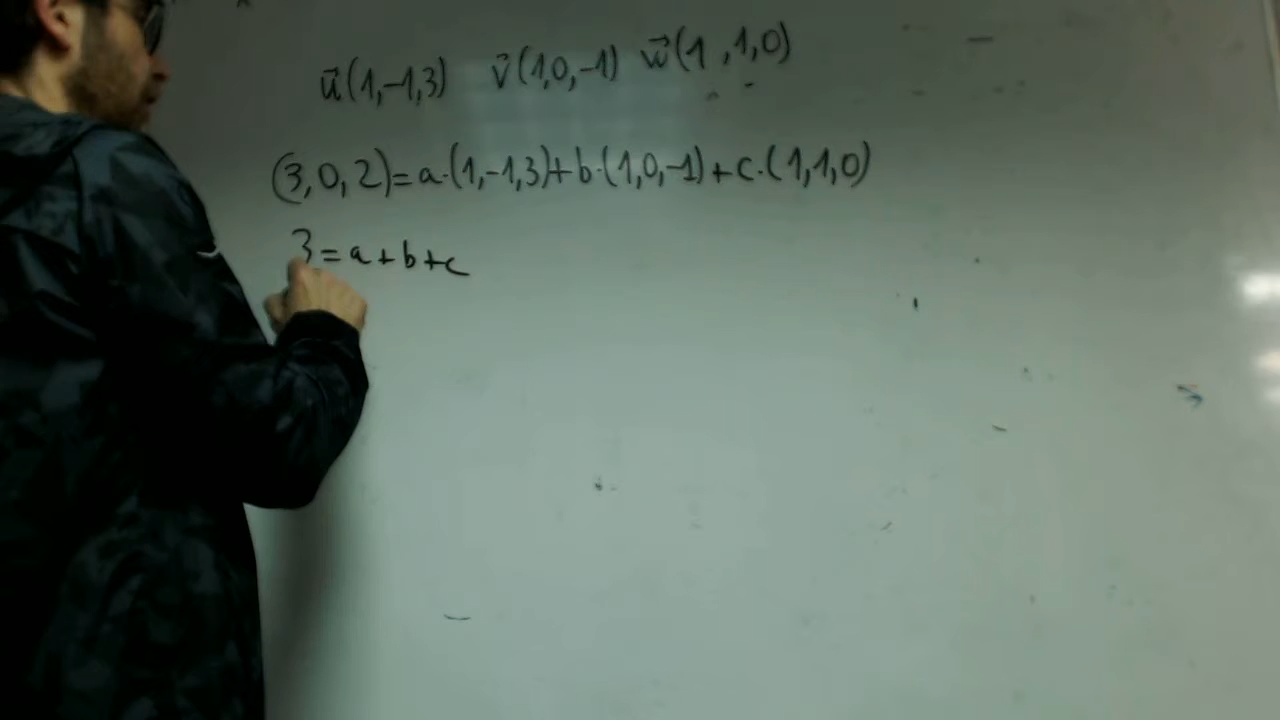 u⃗(1,-1,3) v⃗(1,0,-1) w⃗(1,1,0)
(3,0,2)=a·(1,-1,3)+b·(1,0,-1)+c·(1,1,0)
3=a+b+c